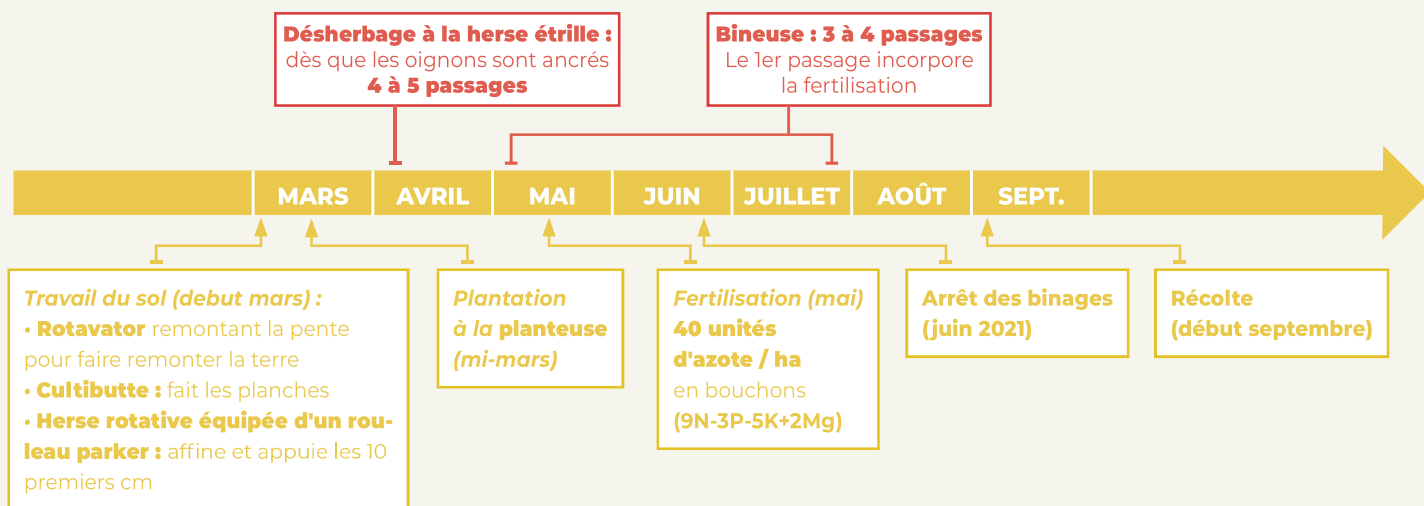 Désherbage à la herse étrille :
dès que les oignons sont ancrés
4 à 5 passages
Bineuse : 3 à 4 passages
Le 1er passage incorpore
la fertilisation
MARS AVRIL MAI JUIN JUILLET AOÛT SEPT.
Travail du sol (debut mars) :
• Rotavator remontant la pente
pour faire remonter la terre
• Cultibutte : fait les planches
• Herse rotative équipée d'un rou-
leau parker : affine et appuie les 10
premiers cm
Plantation
à la planteuse
(mi-mars)
Fertilisation (mai)
40 unités
d'azote / ha
en bouchons
(9N-3P-5K+2Mg)
Arrêt des binages
(juin 2021)
Récolte
(début septembre)